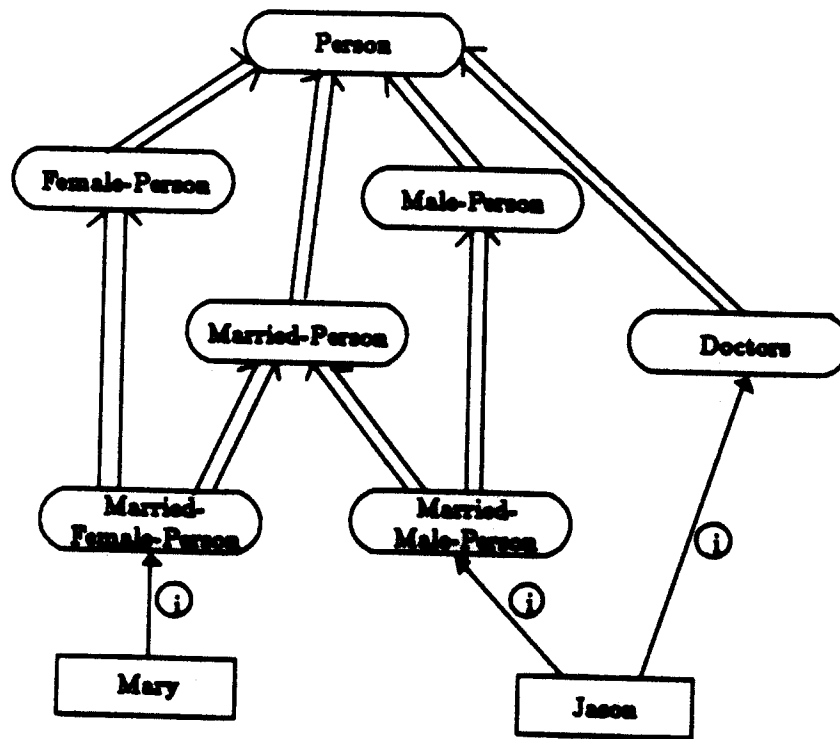 Person
Female-Person
Male-Person
Married-Person
Doctors
Married-
Female-Person
Married-
Male-Person
i
i
i
Mary
Jason